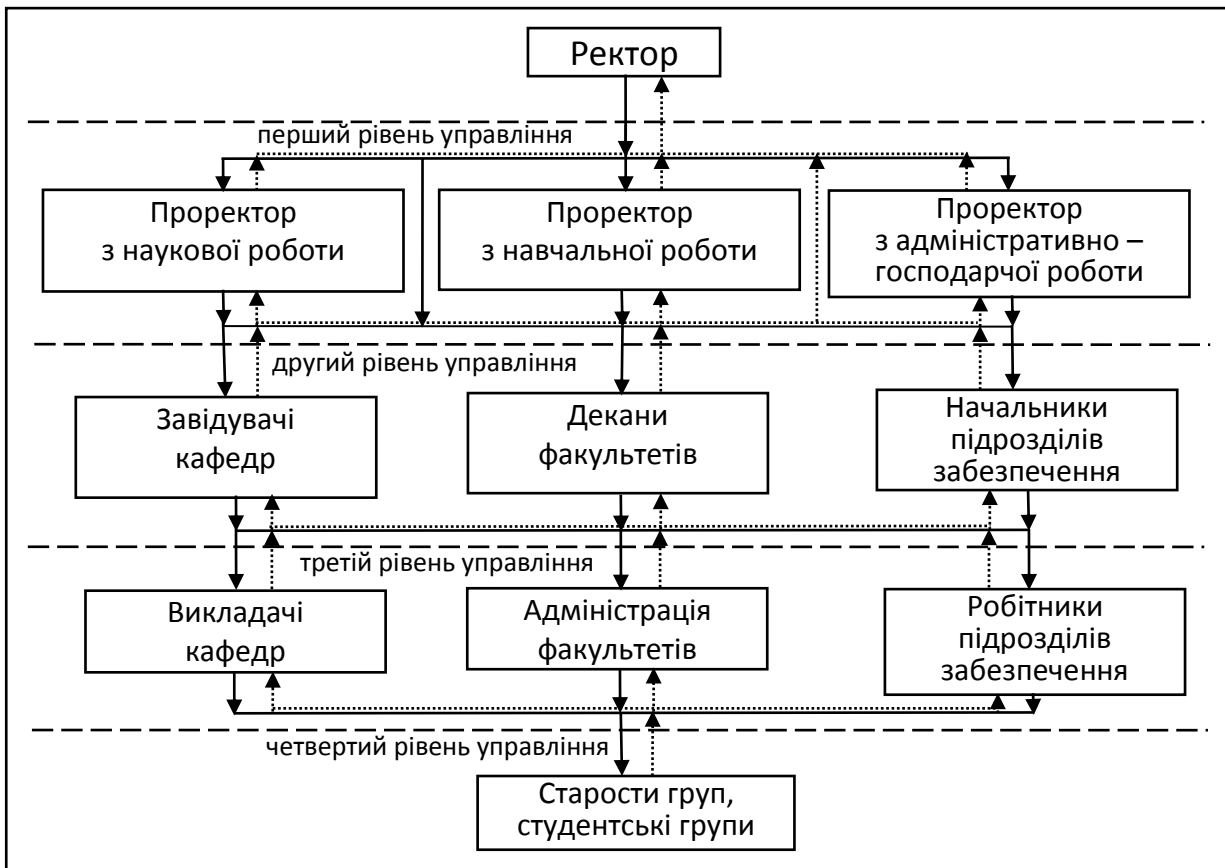 Ректор
перший рівень управління
Проректор
з наукової роботи
Проректор
з навчальної роботи
Проректор
з адміністративно –
господарчої роботи
другий рівень управління
Завідувачі
кафедр
Декани
факультетів
Начальники
підрозділів
забезпечення
третій рівень управління
Викладачі
кафедр
Адміністрація
факультетів
Робітники
підрозділів
забезпечення
четвертий рівень управління
Старости груп,
студентські групи